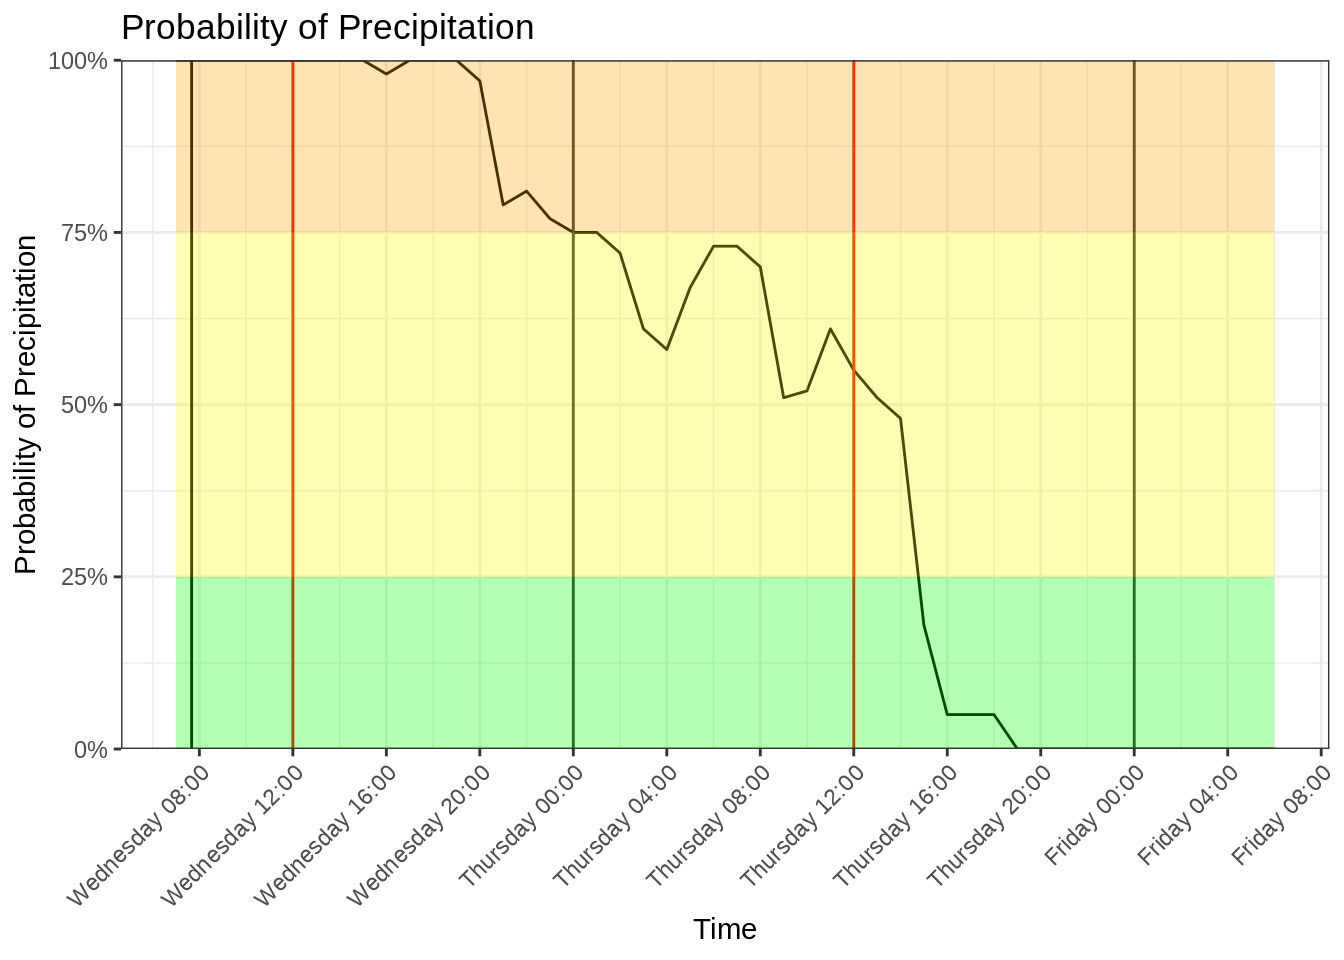 Probability of Precipitation
Probability of Precipitation
100%
75%
50%
25%
0%
Wednesday 08:00
Wednesday 12:00
Wednesday 16:00
Wednesday 20:00
Thursday 00:00
Thursday 04:00
Thursday 08:00
Thursday 12:00
Thursday 16:00
Thursday 20:00
Friday 00:00
Friday 04:00
Friday 08:00
Time